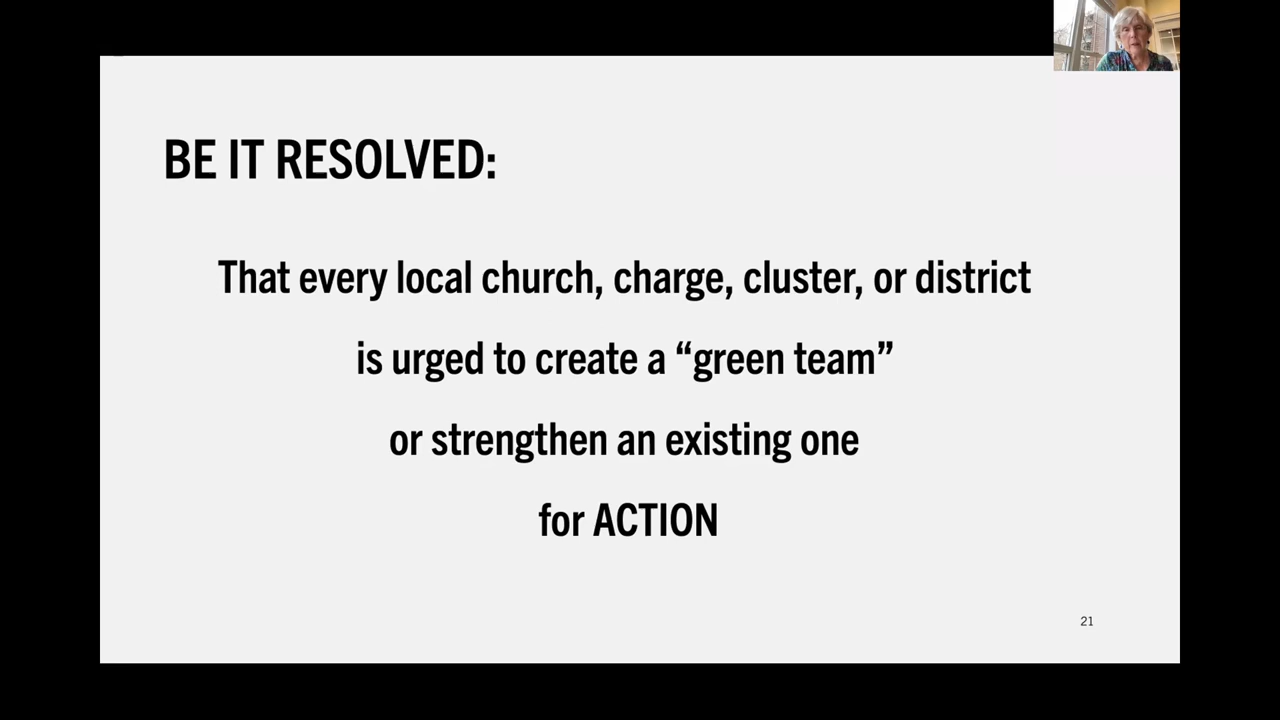 BE IT RESOLVED:
That every local church, charge, cluster, or district
is urged to create a “green team”
or strengthen an existing one
for ACTION
21